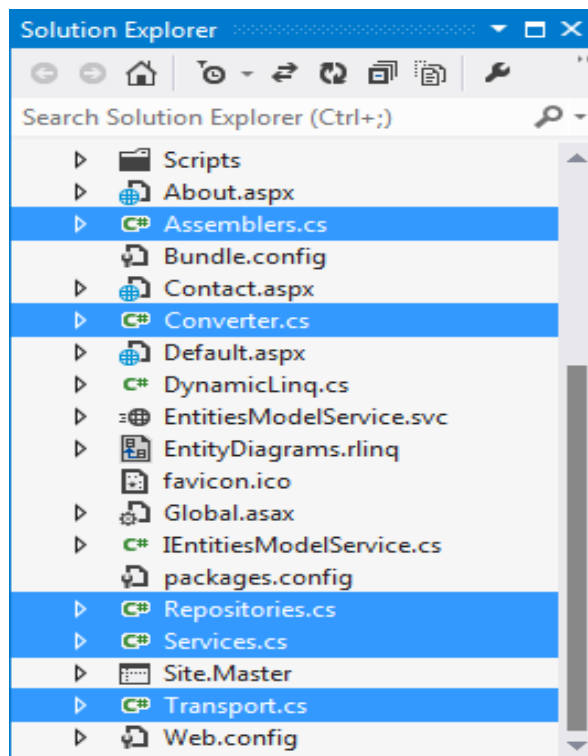 Solution Explorer
Search Solution Explorer (Ctrl+;)
Scripts
About.aspx
C# Assemblers.cs
Bundle.config
Contact.aspx
C# Converter.cs
Default.aspx
C# DynamicLinq.cs
EntitiesModelService.svc
EntityDiagrams.rlinq
favicon.ico
Global.asax
C# IEntitiesModelService.cs
packages.config
C# Repositories.cs
C# Services.cs
Site.Master
C# Transport.cs
Web.config